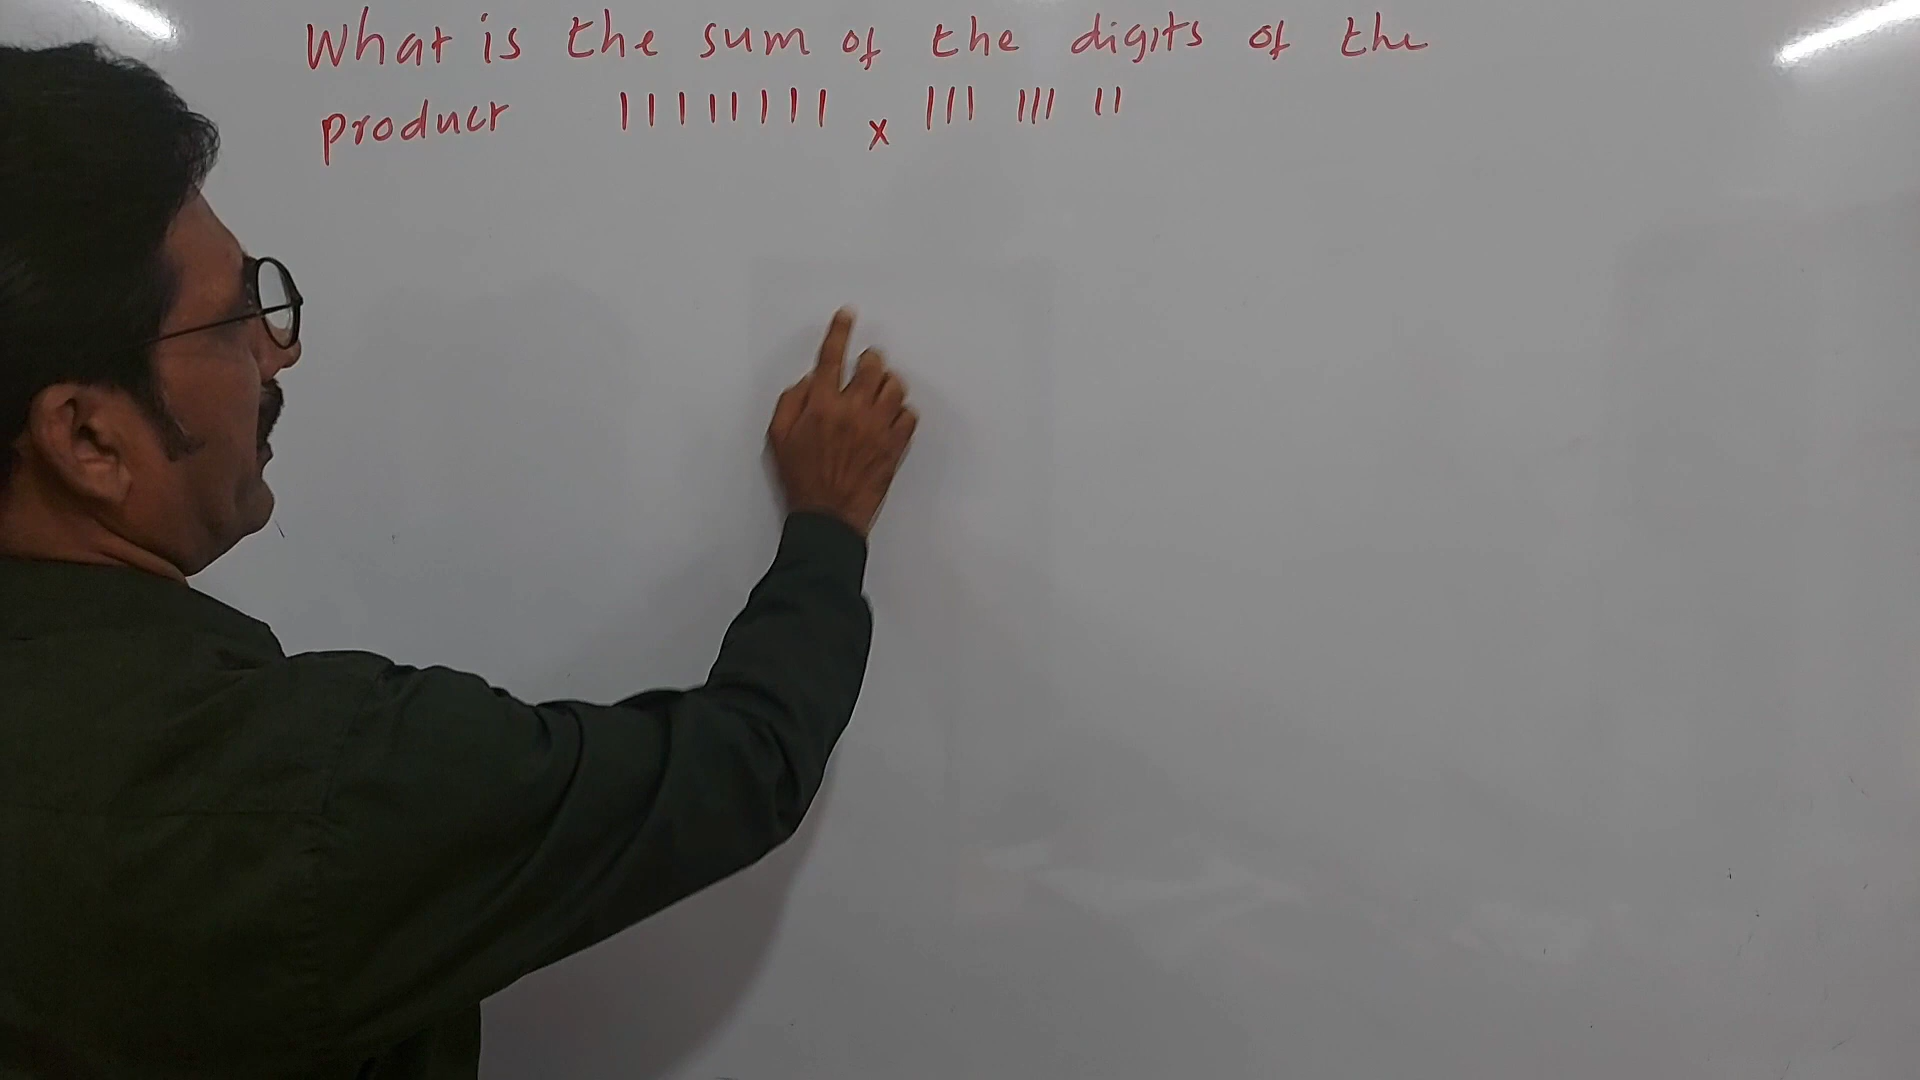 What is the sum of the digits of the
product 11111111 x 111 111 11